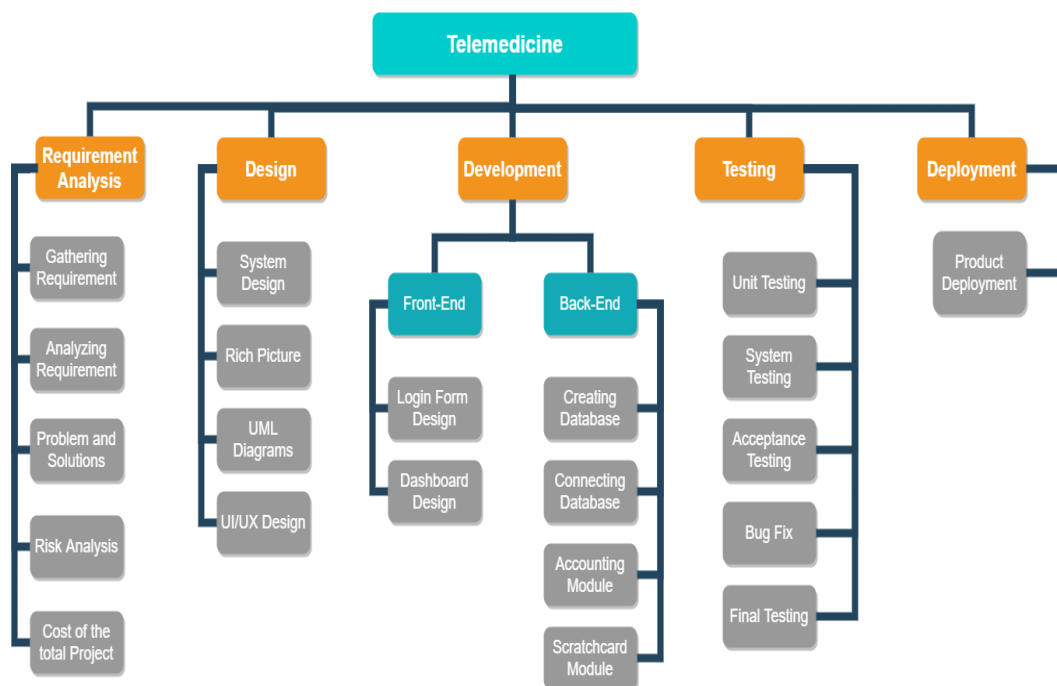 Telemedicine
Requirement
Analysis
Design
Development
Testing
Deployment
Gathering
Requirement
Analyzing
Requirement
Problem and
Solutions
Risk Analysis
Cost of the
total Project
System
Design
Rich Picture
UML
Diagrams
UI/UX Design
Front-End
Login Form
Design
Dashboard
Design
Back-End
Creating
Database
Connecting
Database
Accounting
Module
Scratchcard
Module
Unit Testing
System
Testing
Acceptance
Testing
Bug Fix
Final Testing
Product
Deployment